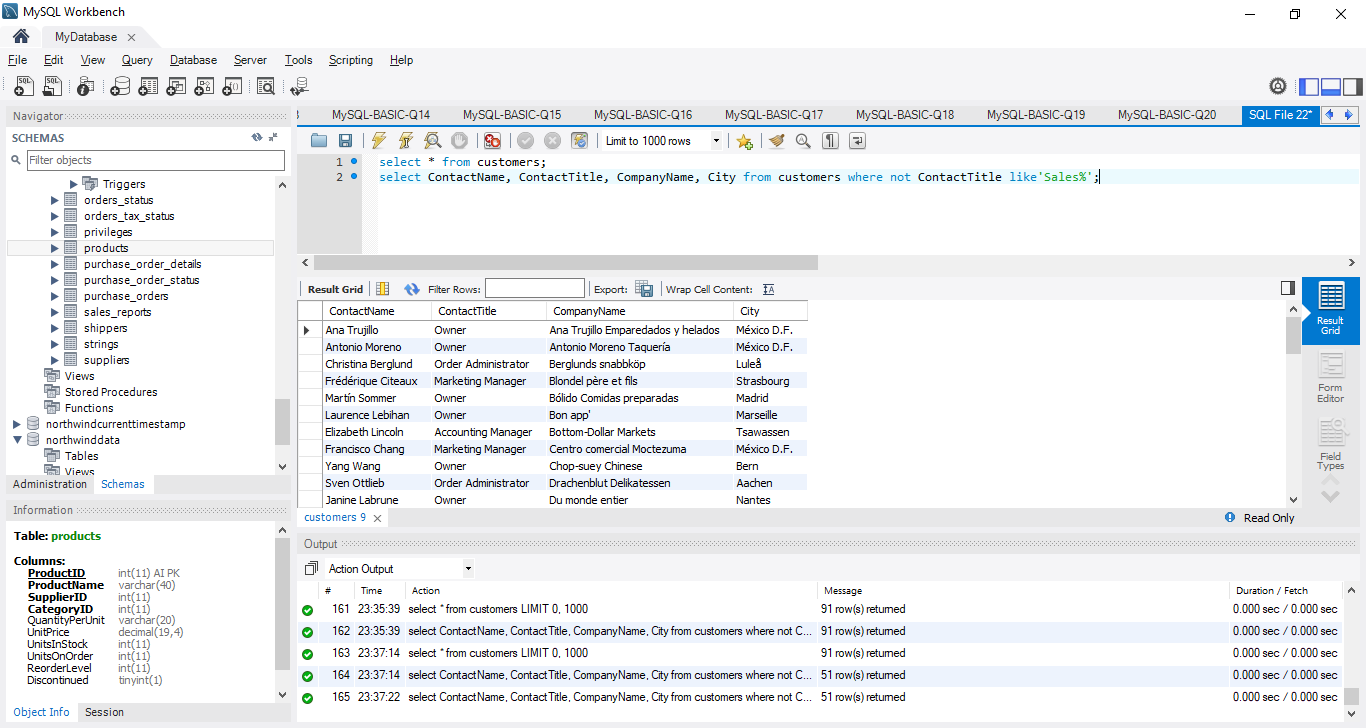 MySQL Workbench
MyDatabase
File Edit View Query Database Server Tools Scripting Help
Navigator
SCHEMAS
Filter objects
Triggers
orders_status
orders_tax_status
privileges
products
purchase_order_details
purchase_order_status
purchase_orders
sales_reports
shippers
strings
suppliers
Views
Stored Procedures
Functions
northwindcurrenttimestamp
northwinddata
Tables
Views
Administration Schemas
Information
Table: products
Columns:
ProductID int(11) AI PK
ProductName varchar(40)
SupplierID int(11)
CategoryID int(11)
QuantityPerUnit varchar(20)
UnitPrice decimal(19,4)
UnitsInStock int(11)
UnitsOnOrder int(11)
ReorderLevel int(11)
Discontinued tinyint(1)
Object Info Session
MySQL-BASIC-Q14 MySQL-BASIC-Q15 MySQL-BASIC-Q16 MySQL-BASIC-Q17 MySQL-BASIC-Q18 MySQL-BASIC-Q19 MySQL-BASIC-Q20 SQL File 22*
Limit to 1000 rows
1 select * from customers;
2 select ContactName, ContactTitle, CompanyName, City from customers where not ContactTitle like'Sales%';
Result Grid Filter Rows: Export: Wrap Cell Content:
ContactName ContactTitle CompanyName City
Ana Trujillo Owner Ana Trujillo Emparedados y helados México D.F.
Antonio Moreno Owner Antonio Moreno Taquería México D.F.
Christina Berglund Order Administrator Berglunds snabbköp Luleå
Frédérique Citeaux Marketing Manager Blondel père et fils Strasbourg
Martín Sommer Owner Bólido Comidas preparadas Madrid
Laurence Lebihan Owner Bon app' Marseille
Elizabeth Lincoln Accounting Manager Bottom-Dollar Markets Tsawassen
Francisco Chang Marketing Manager Centro comercial Moctezuma México D.F.
Yang Wang Owner Chop-suey Chinese Bern
Sven Ottlieb Order Administrator Drachenblut Delikatessen Aachen
Janine Labrune Owner Du monde entier Nantes
Result
Grid
Form
Editor
Field
Types
customers 9
Read Only
Output
Action Output
# Time Action Message Duration / Fetch
161 23:35:39 select * from customers LIMIT 0, 1000 91 row(s) returned 0.000 sec / 0.000 sec
162 23:35:39 select ContactName, ContactTitle, CompanyName, City from customers where not C... 91 row(s) returned 0.000 sec / 0.000 sec
163 23:37:14 select * from customers LIMIT 0, 1000 91 row(s) returned 0.000 sec / 0.000 sec
164 23:37:14 select ContactName, ContactTitle, CompanyName, City from customers where not C... 51 row(s) returned 0.000 sec / 0.000 sec
165 23:37:22 select ContactName, ContactTitle, CompanyName, City from customers where not C... 51 row(s) returned 0.000 sec / 0.000 sec